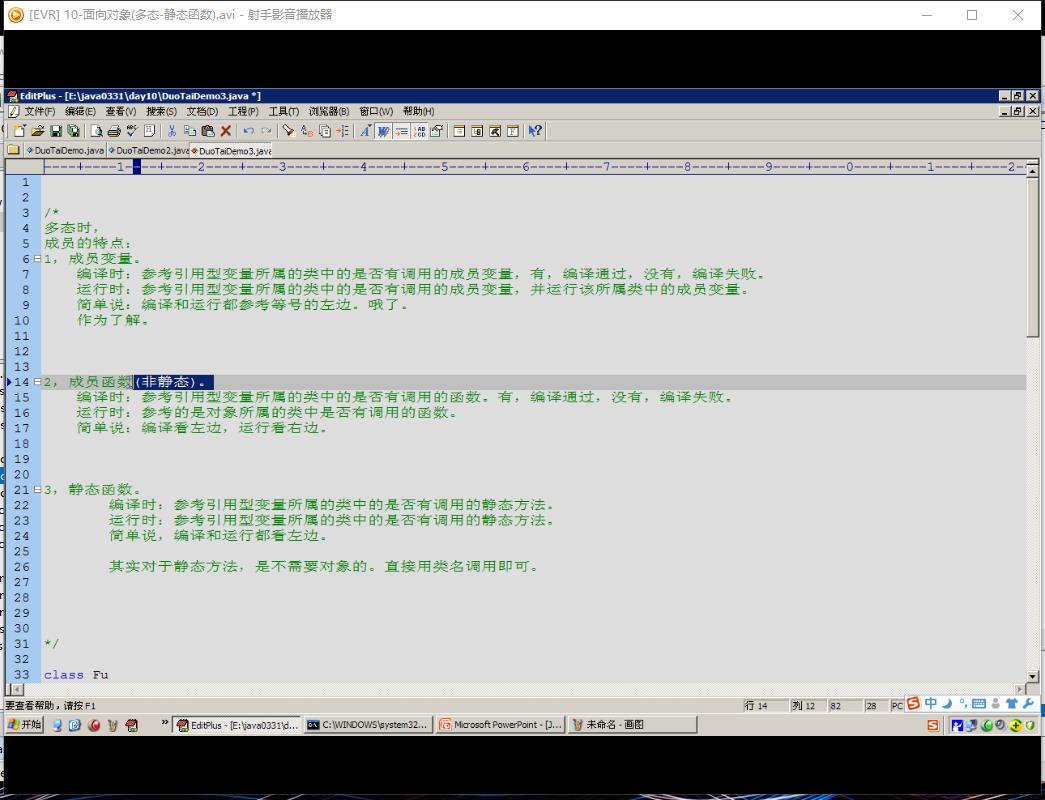 [EVR] 10-面向对象(多态-静态函数).avi - 射手影音播放器
EditPlus - [E:\java0331\day10\DuoTaiDemo3.java *]
文件(F) 编辑(E) 查看(V) 搜索(S) 文档(D) 工程(P) 工具(T) 浏览器(B) 窗口(W) 帮助(H)
DuoTaiDemo.java DuoTaiDemo2.java DuoTaiDemo3.java
----+----1----+----2----+----3----+----4----+----5----+----6----+----7----+----8----+----9----+----0----+----1----+----2--
1
2
3 /*
4 多态时，
5 成员的特点：
6 1，成员变量。
7 编译时：参考引用型变量所属的类中的是否有调用的成员变量，有，编译通过，没有，编译失败。
8 运行时：参考引用型变量所属的类中的是否有调用的成员变量，并运行该所属类中的成员变量。
9 简单说：编译和运行都参考等号的左边。哦了。
10 作为了解。
11
12
13
14 2，成员函数(非静态)。
15 编译时：参考引用型变量所属的类中的是否有调用的函数。有，编译通过，没有，编译失败。
16 运行时：参考的是对象所属的类中是否有调用的函数。
17 简单说：编译看左边，运行看右边。
18
19
20
21 3，静态函数。
22 编译时：参考引用型变量所属的类中的是否有调用的静态方法。
23 运行时：参考引用型变量所属的类中的是否有调用的静态方法。
24 简单说，编译和运行都看左边。
25
26 其实对于静态方法，是不需要对象的。直接用类名调用即可。
27
28
29
30
31 */
32
33 class Fu
要查看帮助，请按 F1 行 14 列 12 82 28 PC 中
开始 » EditPlus - [E:\java0331\d... C:\WINDOWS\system32... Microsoft PowerPoint - [J... 未命名 - 画图